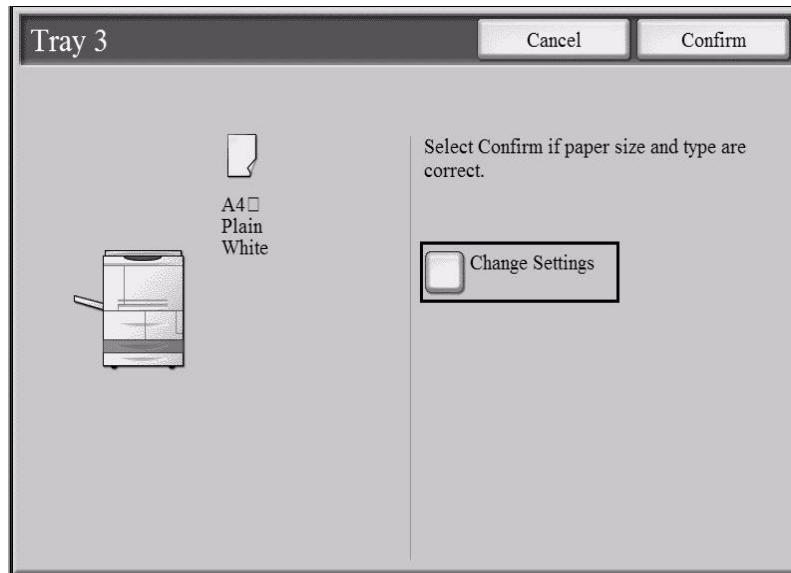 Tray 3
Cancel
Confirm
Select Confirm if paper size and type are
correct.
A4□
Plain
White
Change Settings